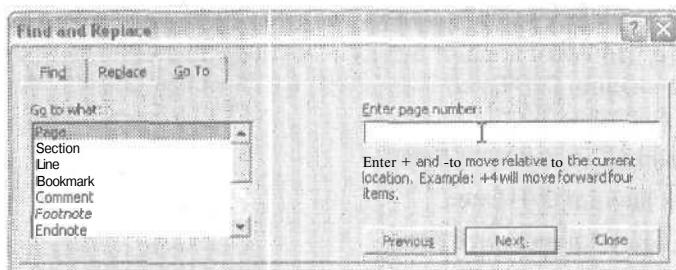 Find and Replace
? X
Find Replace Go To
Go to what:
Page
Section
Line
Bookmark
Comment
Footnote
Endnote
Enter page number:
Enter + and -to move relative to the current
location. Example: +4 will move forward four
items.
Previous Next Close